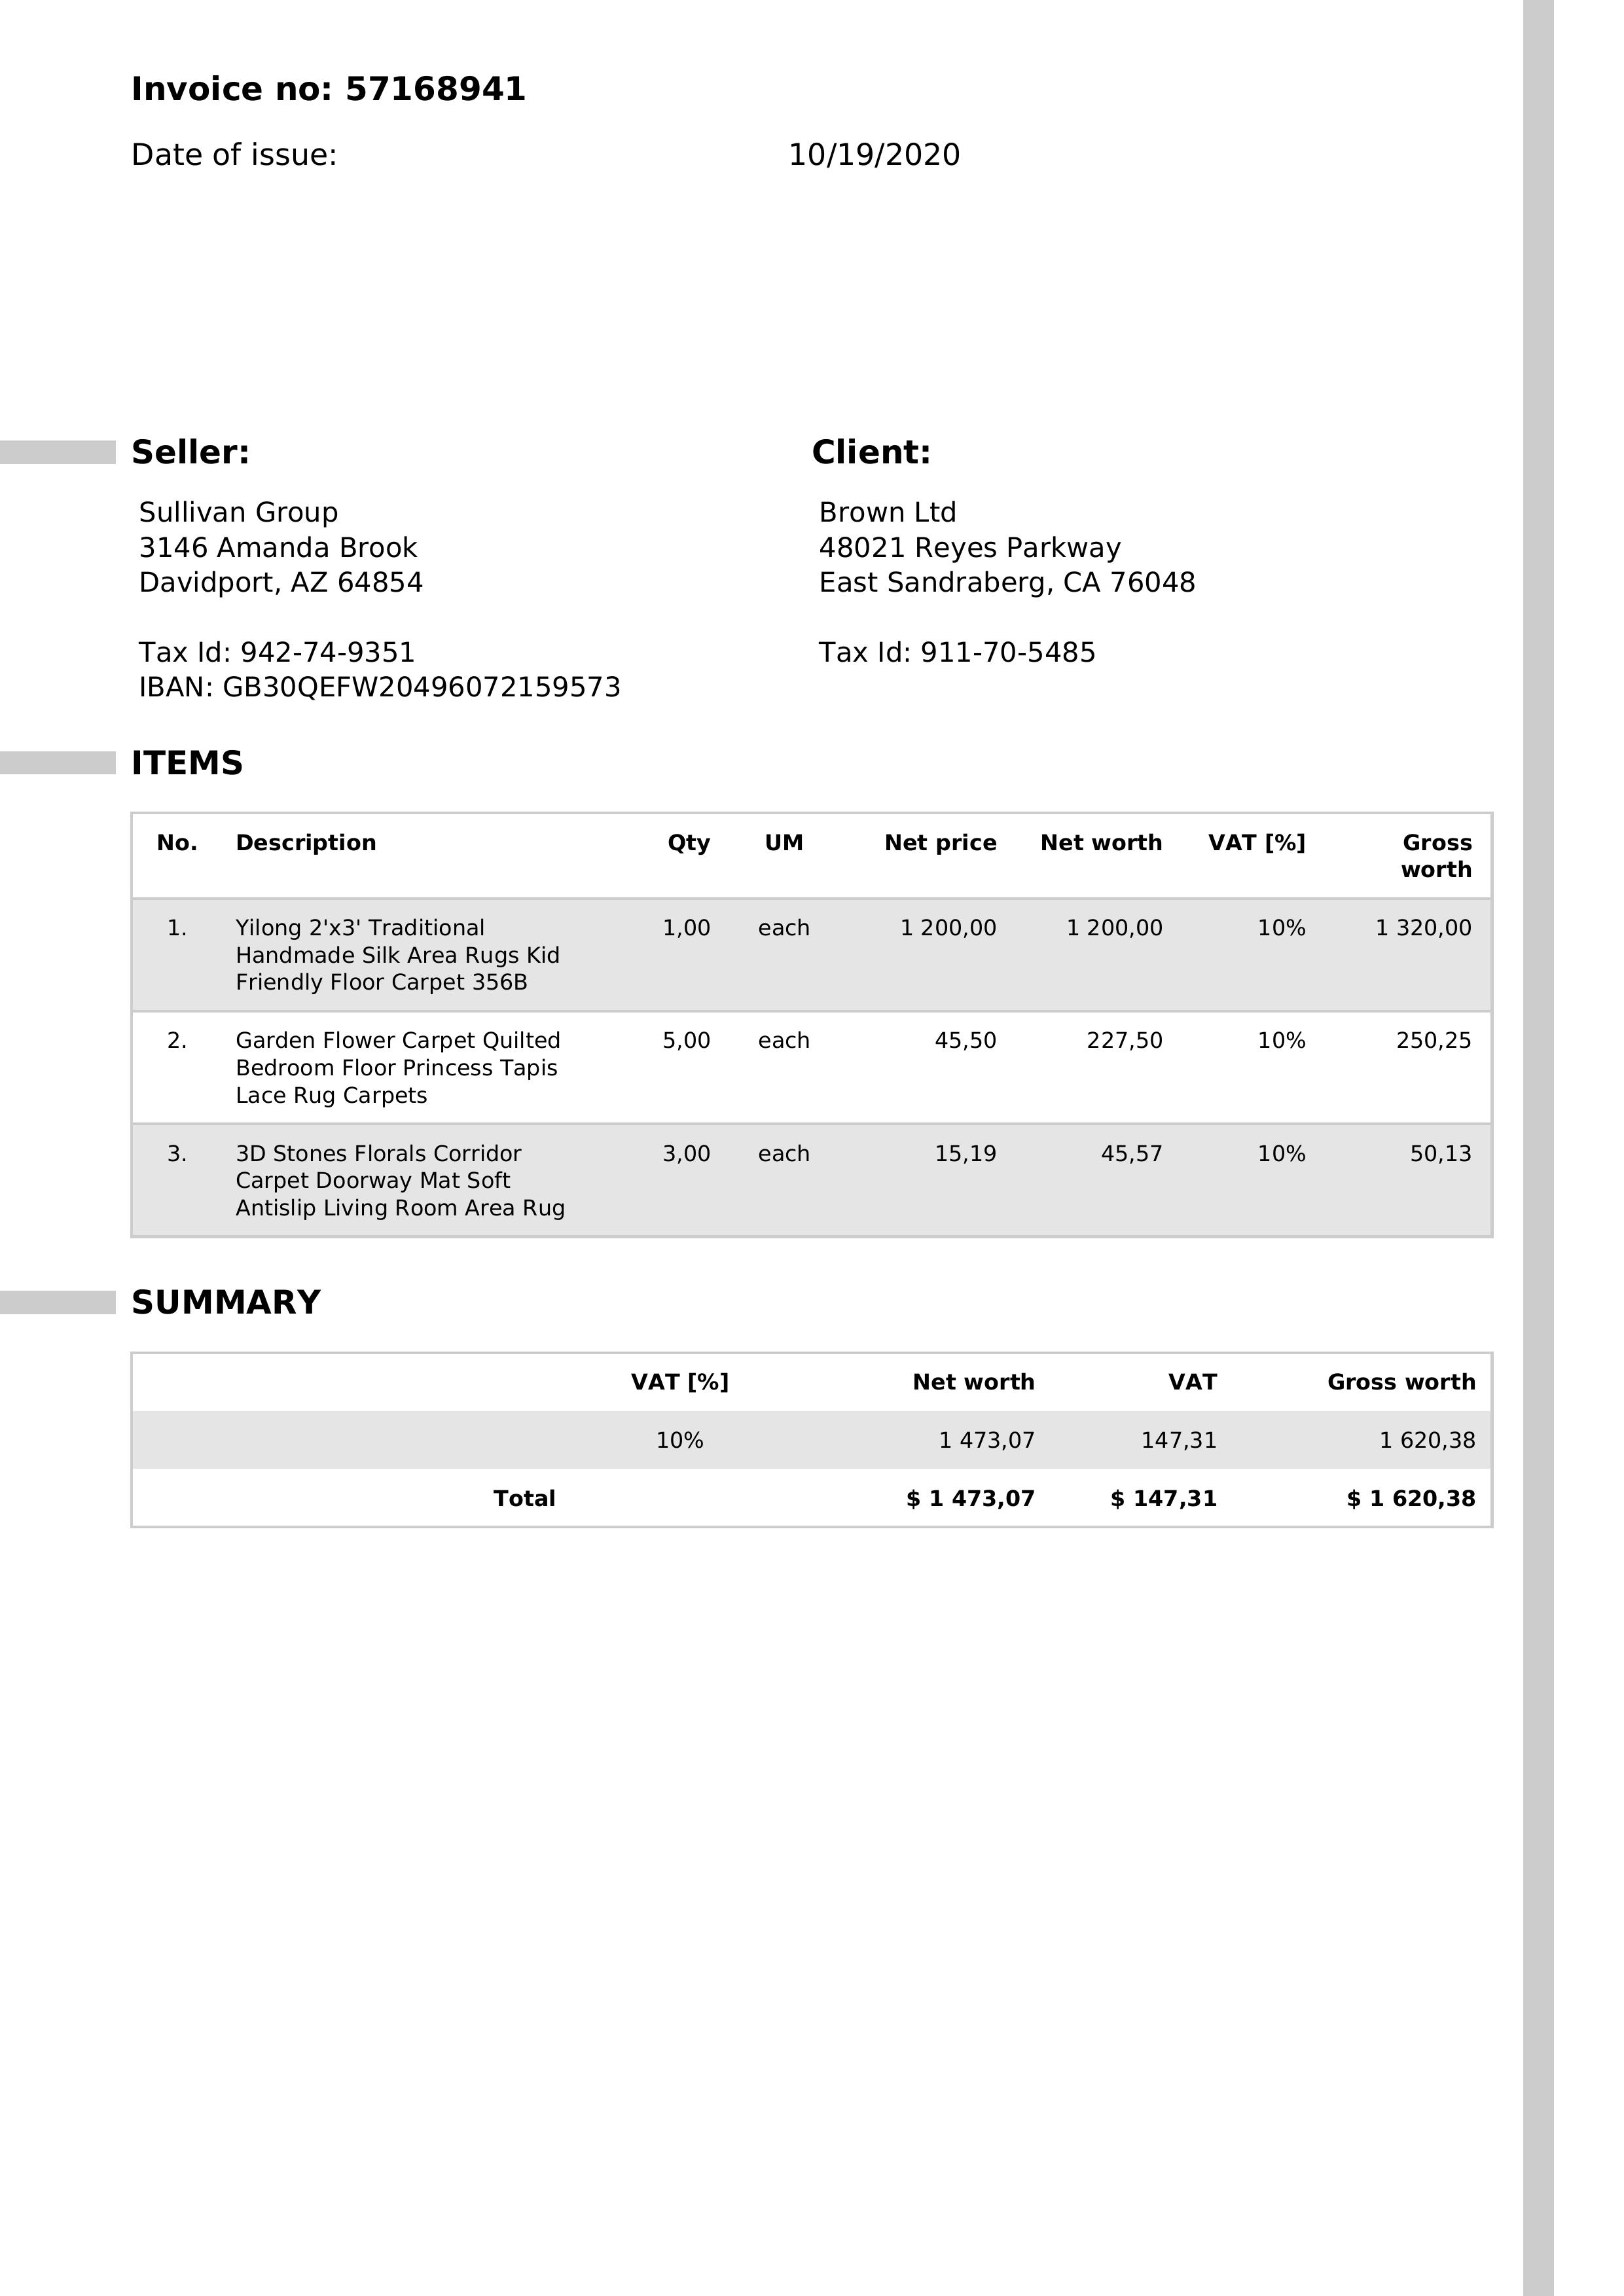 Invoice no: 57168941
Date of issue: 10/19/2020
Seller:
Sullivan Group
3146 Amanda Brook
Davidport, AZ 64854
Tax Id: 942-74-9351
IBAN: GB30QEFW20496072159573
Client:
Brown Ltd
48021 Reyes Parkway
East Sandraberg, CA 76048
Tax Id: 911-70-5485
ITEMS
No. Description Qty UM Net price Net worth VAT [%] Gross
worth
1. Yilong 2'x3' Traditional 1,00 each 1 200,00 1 200,00 10% 1 320,00
Handmade Silk Area Rugs Kid
Friendly Floor Carpet 356B
2. Garden Flower Carpet Quilted 5,00 each 45,50 227,50 10% 250,25
Bedroom Floor Princess Tapis
Lace Rug Carpets
3. 3D Stones Florals Corridor 3,00 each 15,19 45,57 10% 50,13
Carpet Doorway Mat Soft
Antislip Living Room Area Rug
SUMMARY
VAT [%] Net worth VAT Gross worth
10% 1 473,07 147,31 1 620,38
Total $ 1 473,07 $ 147,31 $ 1 620,38